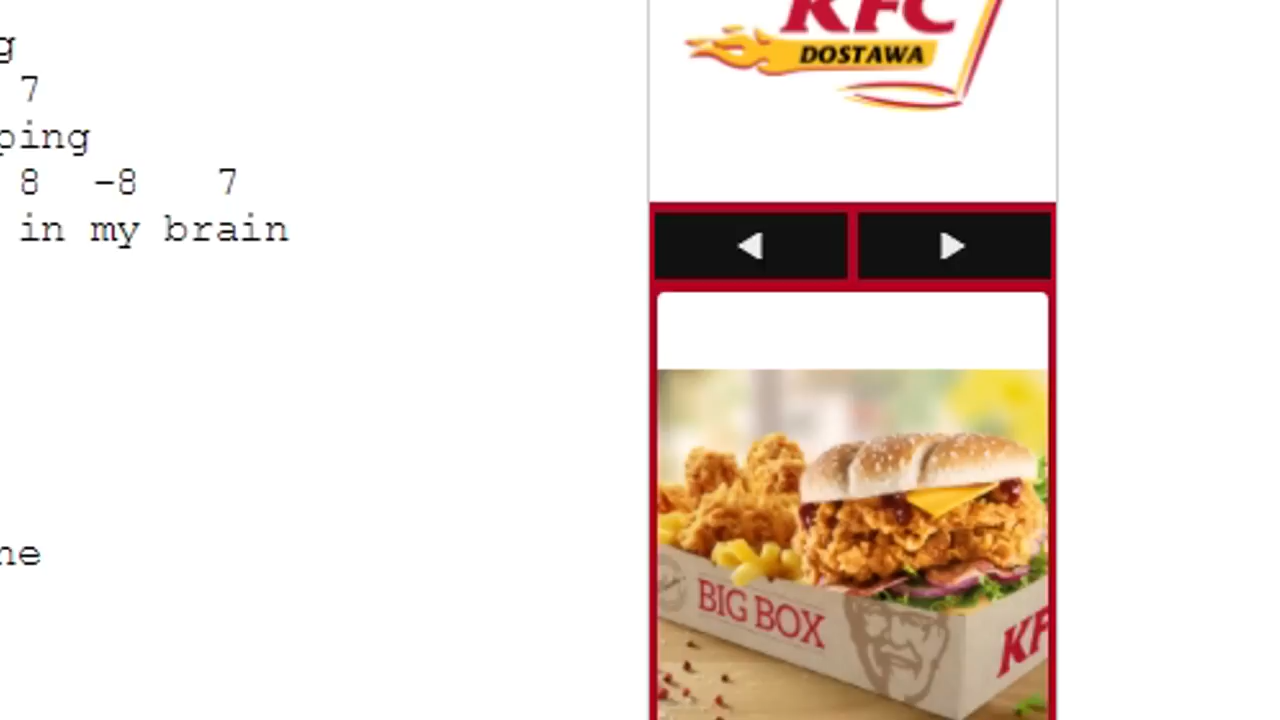 g
7
ping
8 -8 7
in my brain
ne
KFC
DOSTAWA
BIG BOX
KF